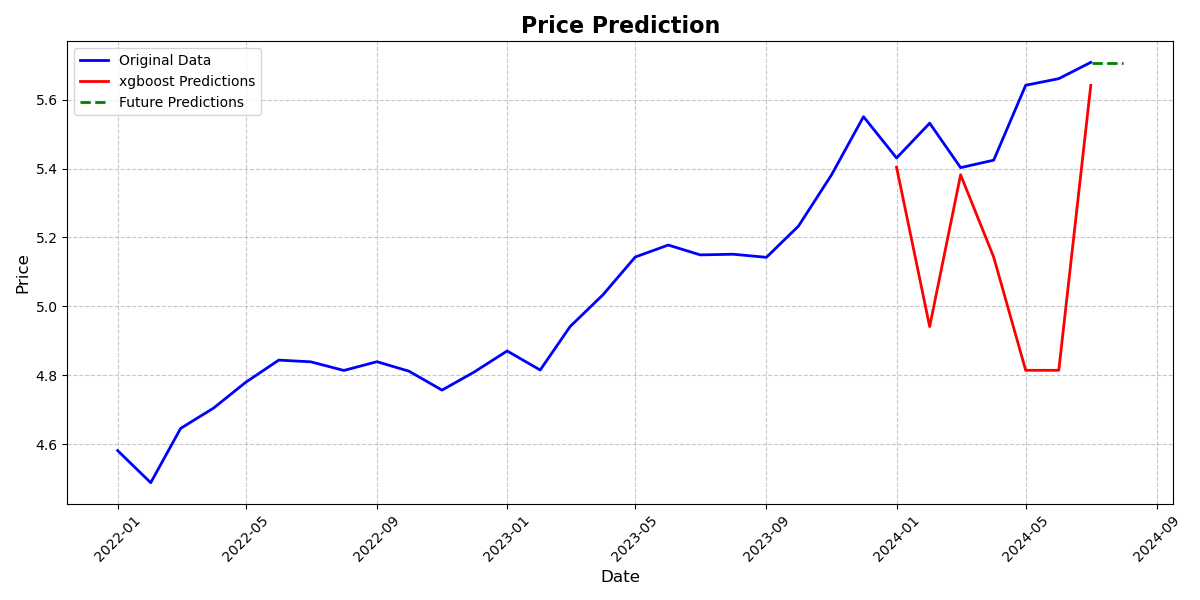 Price Prediction
Original Data
xgboost Predictions
Future Predictions
Price
5.6
5.4
5.2
5.0
4.8
4.6
2022-01
2022-05
2022-09
2023-01
2023-05
2023-09
2024-01
2024-05
2024-09
Date